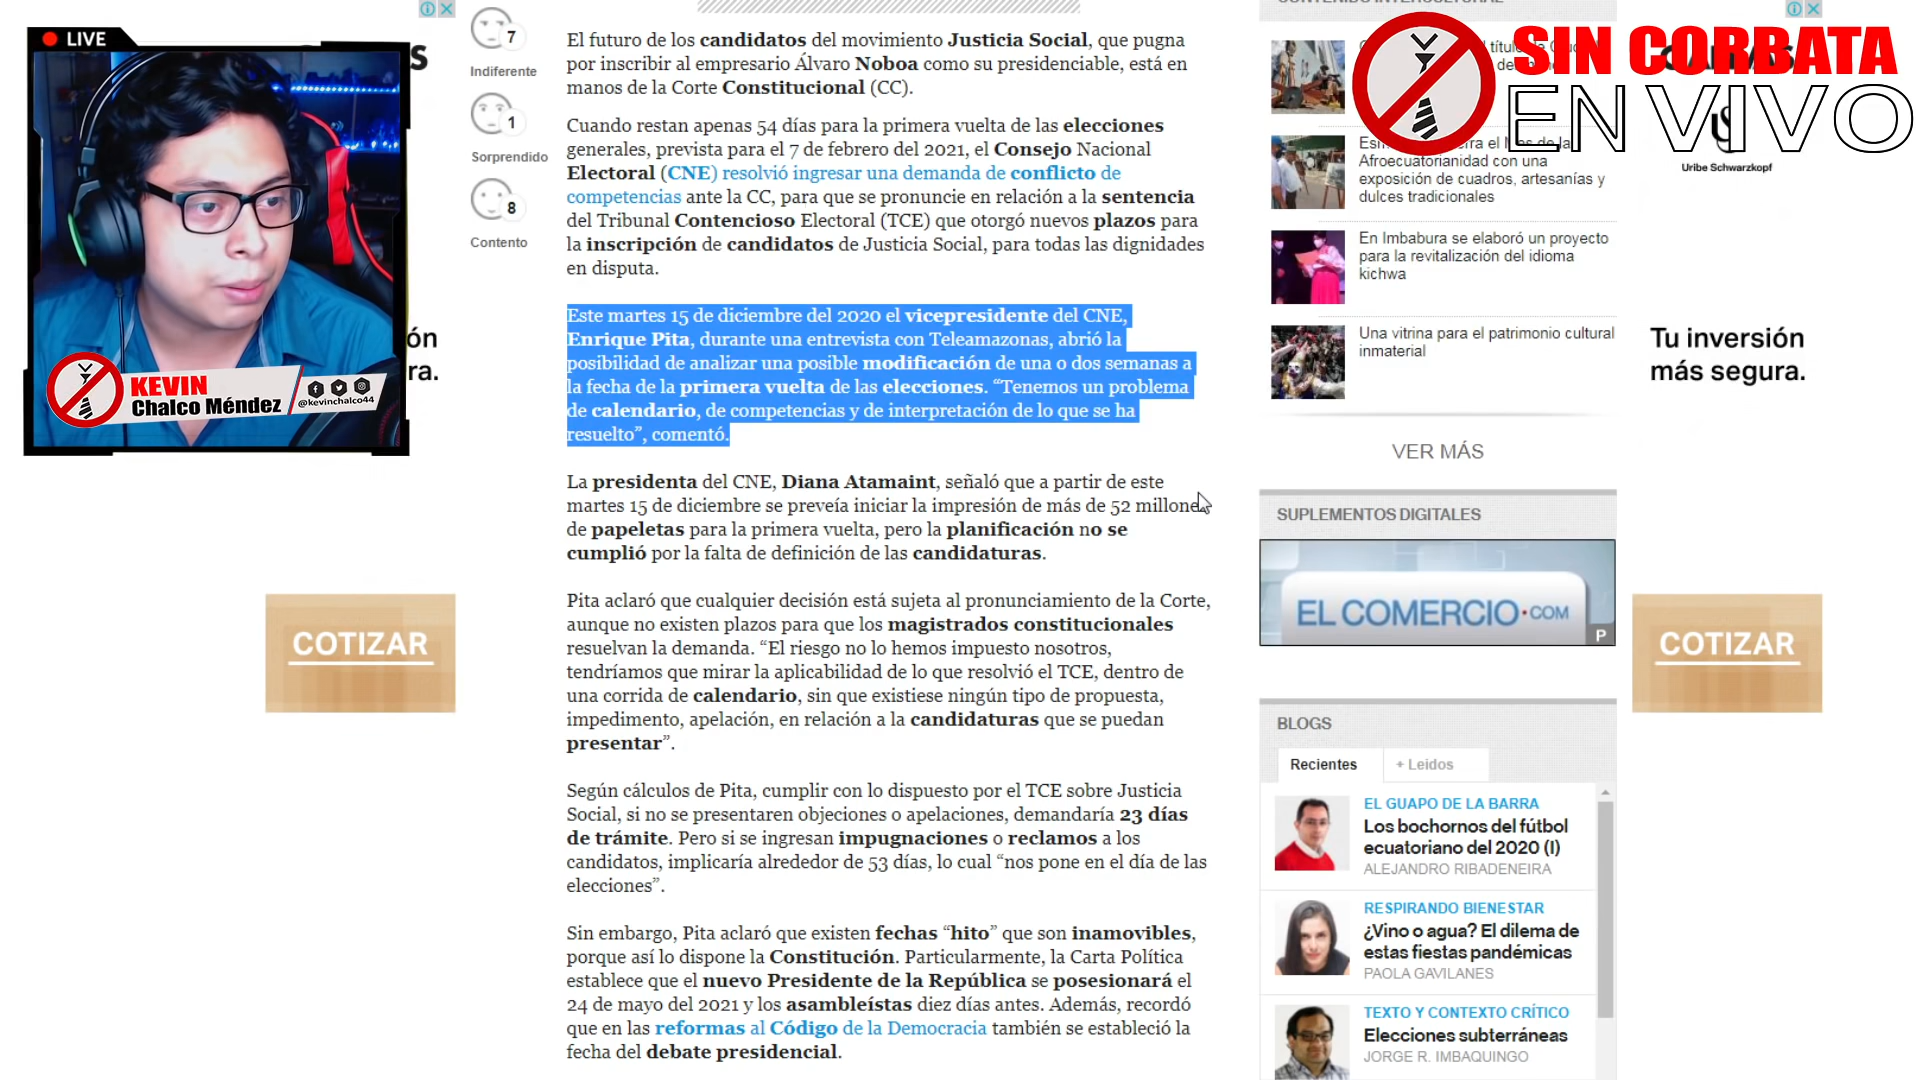 LIVE
KEVIN
Chalco Méndez
@kevinchalco44
ón
ra.
COTIZAR
7
Indiferente
1
Sorprendido
8
Contento
El futuro de los candidatos del movimiento Justicia Social, que pugna
por inscribir al empresario Álvaro Noboa como su presidenciable, está en
manos de la Corte Constitucional (CC).
Cuando restan apenas 54 días para la primera vuelta de las elecciones
generales, prevista para el 7 de febrero del 2021, el Consejo Nacional
Electoral (CNE) resolvió ingresar una demanda de conflicto de
competencias ante la CC, para que se pronuncie en relación a la sentencia
del Tribunal Contencioso Electoral (TCE) que otorgó nuevos plazos para
la inscripción de candidatos de Justicia Social, para todas las dignidades
en disputa.
Este martes 15 de diciembre del 2020 el vicepresidente del CNE,
Enrique Pita, durante una entrevista con Teleamazonas, abrió la
posibilidad de analizar una posible modificación de una o dos semanas a
la fecha de la primera vuelta de las elecciones. “Tenemos un problema
de calendario, de competencias y de interpretación de lo que se ha
resuelto”, comentó.
La presidenta del CNE, Diana Atamaint, señaló que a partir de este
martes 15 de diciembre se preveía iniciar la impresión de más de 52 millone
de papeletas para la primera vuelta, pero la planificación no se
cumplió por la falta de definición de las candidaturas.
Pita aclaró que cualquier decisión está sujeta al pronunciamiento de la Corte,
aunque no existen plazos para que los magistrados constitucionales
resuelvan la demanda. “El riesgo no lo hemos impuesto nosotros,
tendríamos que mirar la aplicabilidad de lo que resolvió el TCE, dentro de
una corrida de calendario, sin que existiese ningún tipo de propuesta,
impedimento, apelación, en relación a la candidaturas que se puedan
presentar”.
Según cálculos de Pita, cumplir con lo dispuesto por el TCE sobre Justicia
Social, si no se presentaren objeciones o apelaciones, demandaría 23 días
de trámite. Pero si se ingresan impugnaciones o reclamos a los
candidatos, implicaría alrededor de 53 días, lo cual “nos pone en el día de las
elecciones”.
Sin embargo, Pita aclaró que existen fechas “hito” que son inamovibles,
porque así lo dispone la Constitución. Particularmente, la Carta Política
establece que el nuevo Presidente de la República se posesionará el
24 de mayo del 2021 y los asambleístas diez días antes. Además, recordó
que en las reformas al Código de la Democracia también se estableció la
fecha del debate presidencial.
SIN CORBATA
EN VIVO
Afroecuatorianidad con una
exposición de cuadros, artesanías y
dulces tradicionales
En Imbabura se elaboró un proyecto
para la revitalización del idioma
kichwa
Una vitrina para el patrimonio cultural
inmaterial
VER MÁS
SUPLEMENTOS DIGITALES
EL COMERCIO.COM
P
BLOGS
Recientes
+ Leidos
EL GUAPO DE LA BARRA
Los bochornos del fútbol
ecuatoriano del 2020 (I)
ALEJANDRO RIBADENEIRA
RESPIRANDO BIENESTAR
¿Vino o agua? El dilema de
estas fiestas pandémicas
PAOLA GAVILANES
TEXTO Y CONTEXTO CRÍTICO
Elecciones subterráneas
JORGE R. IMBAQUINGO
Uribe Schwarzkopf
Tu inversión
más segura.
COTIZAR